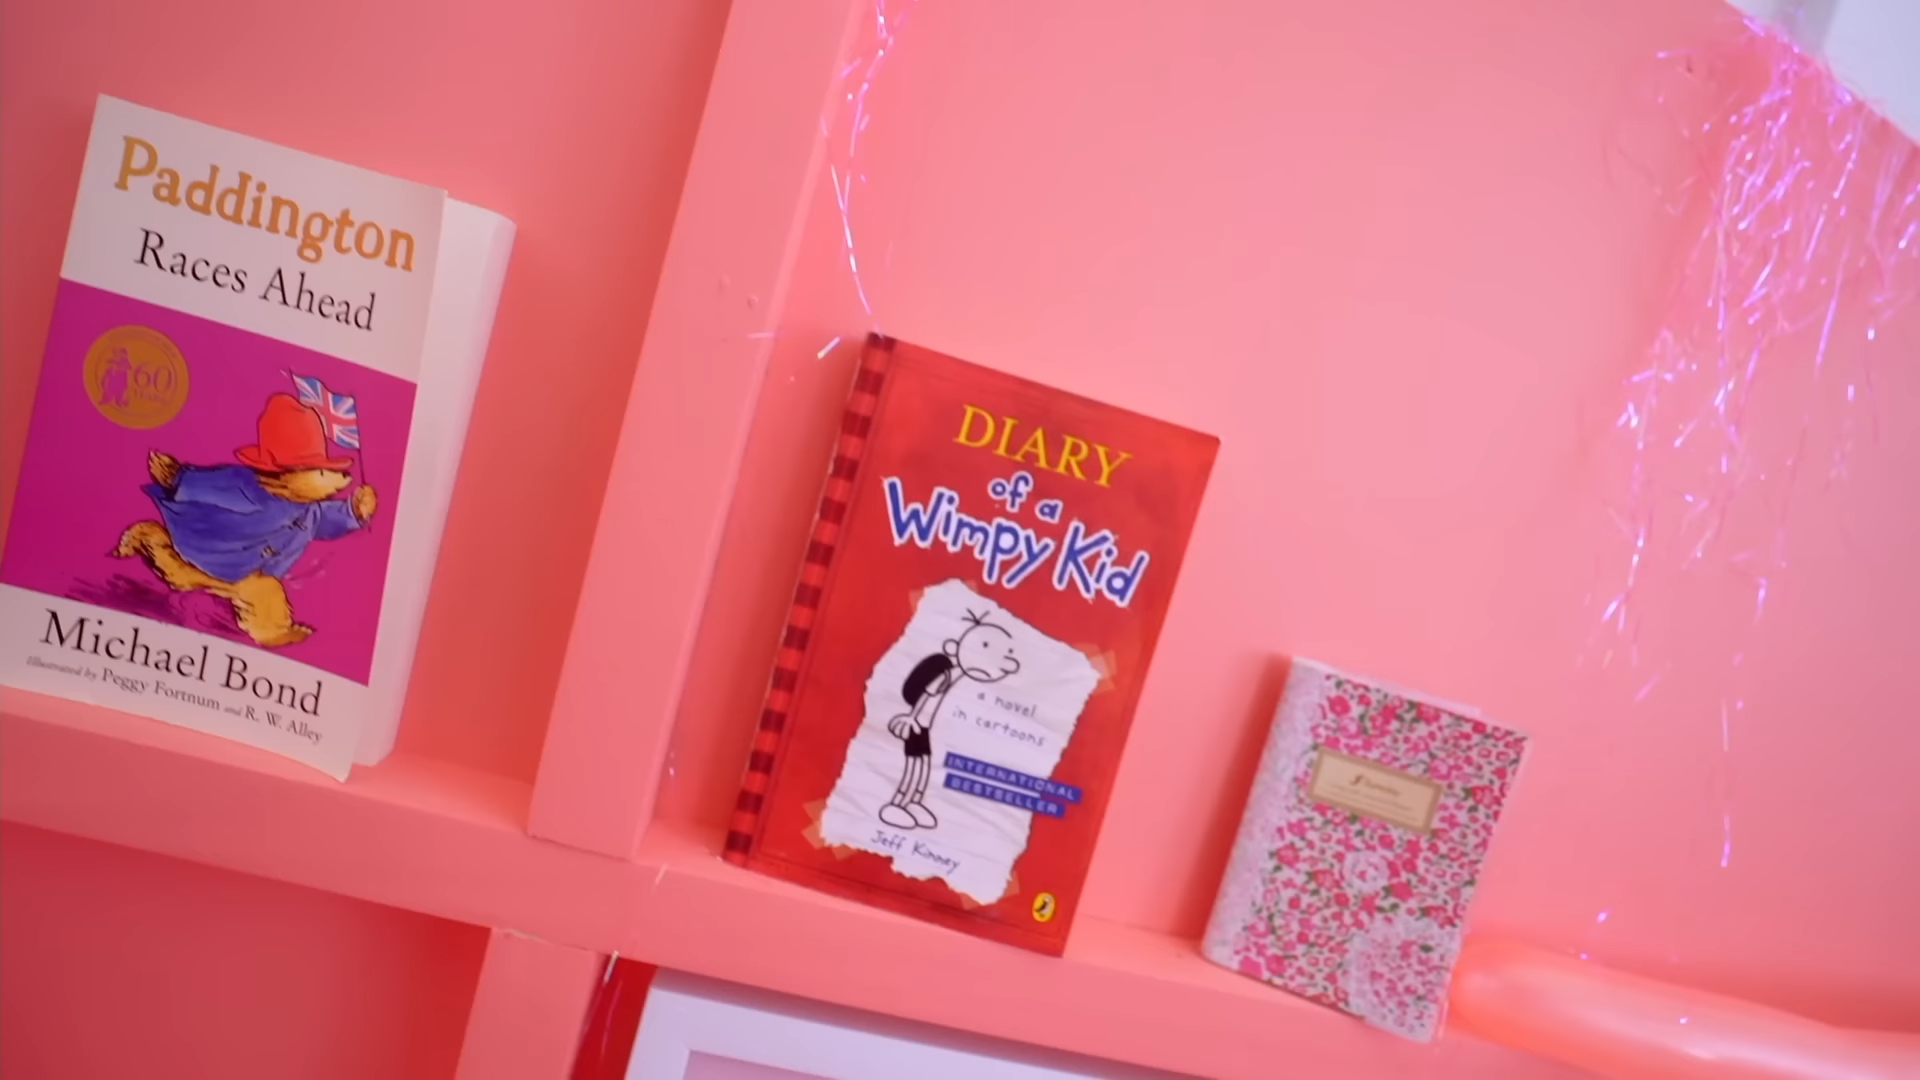 Paddington
Races Ahead
60
YEARS
Michael Bond
Illustrated by Peggy Fortnum and R. W. Alley
DIARY
of a
Wimpy Kid
a novel
in cartoons
INTERNATIONAL
BESTSELLER
Jeff Kinney